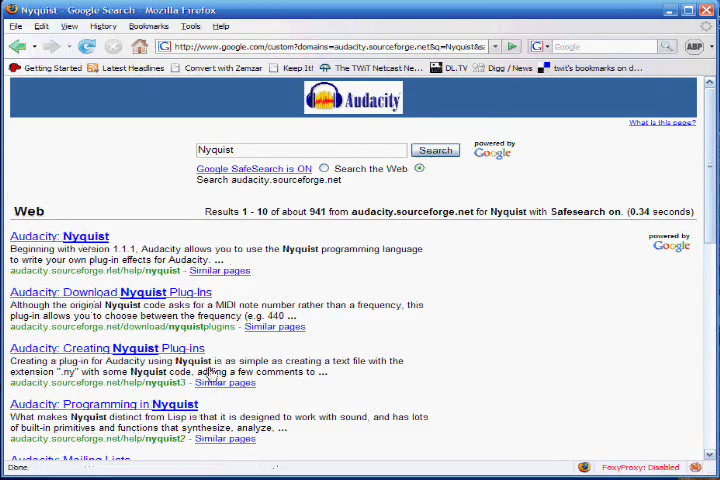 Nyquist - Google Search - Mozilla Firefox
File Edit View History Bookmarks Tools Help
http://www.google.com/custom?domains=audacity.sourceforge.net&q=Nyquist&sa
Google
ABP
Getting Started Latest Headlines Convert with Zamzar Keep It! The TWiT Netcast Ne... DL.TV Digg / News twit's bookmarks on d...
Audacity
What is this page?
Nyquist
Search
powered by
Google
Google SafeSearch is ON Search the Web
Search audacity.sourceforge.net
Web Results 1 - 10 of about 941 from audacity.sourceforge.net for Nyquist with Safesearch on. (0.34 seconds)
powered by
Google
Audacity: Nyquist
Beginning with version 1.1.1, Audacity allows you to use the Nyquist programming language
to write your own plug-in effects for Audacity. ...
audacity.sourceforge.net/help/nyquist - Similar pages
Audacity: Download Nyquist Plug-Ins
Although the original Nyquist code asks for a MIDI note number rather than a frequency, this
plug-in allows you to choose between the frequency (e.g. 440 ...
audacity.sourceforge.net/download/nyquistplugins - Similar pages
Audacity: Creating Nyquist Plug-ins
Creating a plug-in for Audacity using Nyquist is as simple as creating a text file with the
extension ".ny" with some Nyquist code, adding a few comments to ...
audacity.sourceforge.net/help/nyquist3 - Similar pages
Audacity: Programming in Nyquist
What makes Nyquist distinct from Lisp is that it is designed to work with sound, and has lots
of built-in primitives and functions that synthesize, analyze, ...
audacity.sourceforge.net/help/nyquist2 - Similar pages
Audacity: Mailing Lists
Done
FoxyProxy: Disabled